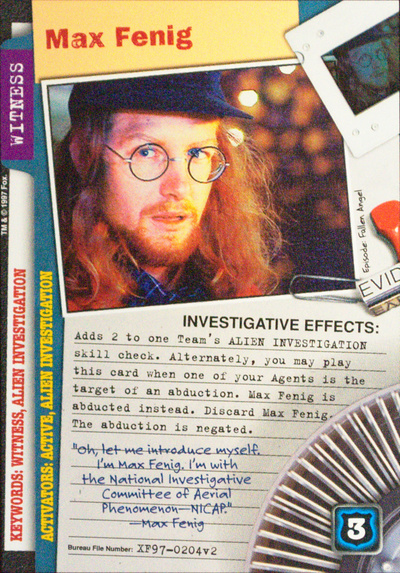 Max Fenig
WITNESS
TM & © 1997 Fox.
KEYWORDS: WITNESS, ALIEN INVESTIGATION
ACTIVATORS: ACTIVE, ALIEN INVESTIGATION
Episode: Fallen Angel
EVID
INVESTIGATIVE EFFECTS:
Adds 2 to one Team's ALIEN INVESTIGATION
skill check. Alternately, you may play
this card when one of your Agents is the
target of an abduction. Max Fenig is
abducted instead. Discard Max Fenig.
The abduction is negated.
"Oh, let me introduce myself.
I'm Max Fenig. I'm with
the National Investigative
Committee of Aerial
Phenomenon—NICAP."
—Max Fenig
3
Bureau File Number: XF97-0204v2